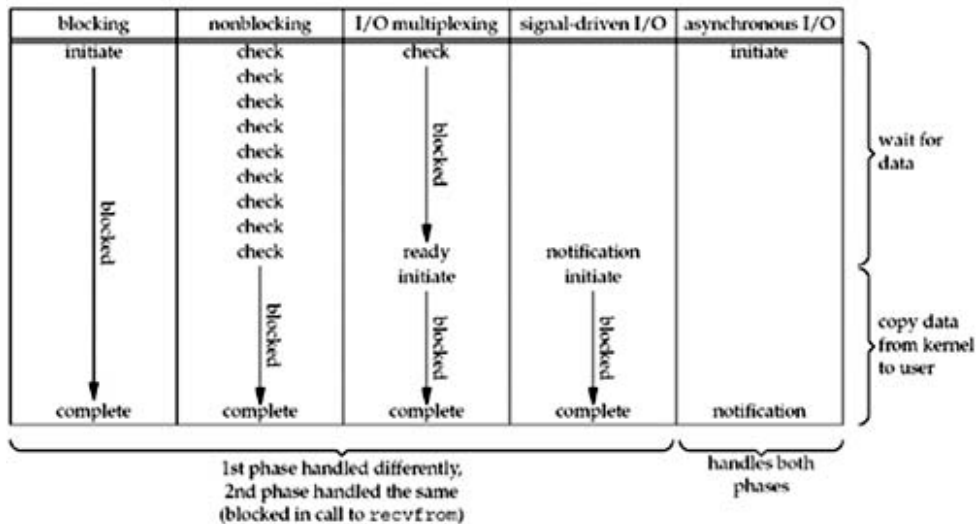 blocking nonblocking I/O multiplexing signal-driven I/O asynchronous I/O
initiate check check initiate
check
check
check
check
check
check
check
check ready notification
initiate initiate
blocked
blocked
blocked
blocked
blocked
complete complete complete complete notification
wait for
data
copy data
from kernel
to user
1st phase handled differently,
2nd phase handled the same
(blocked in call to recvfrom)
handles both
phases